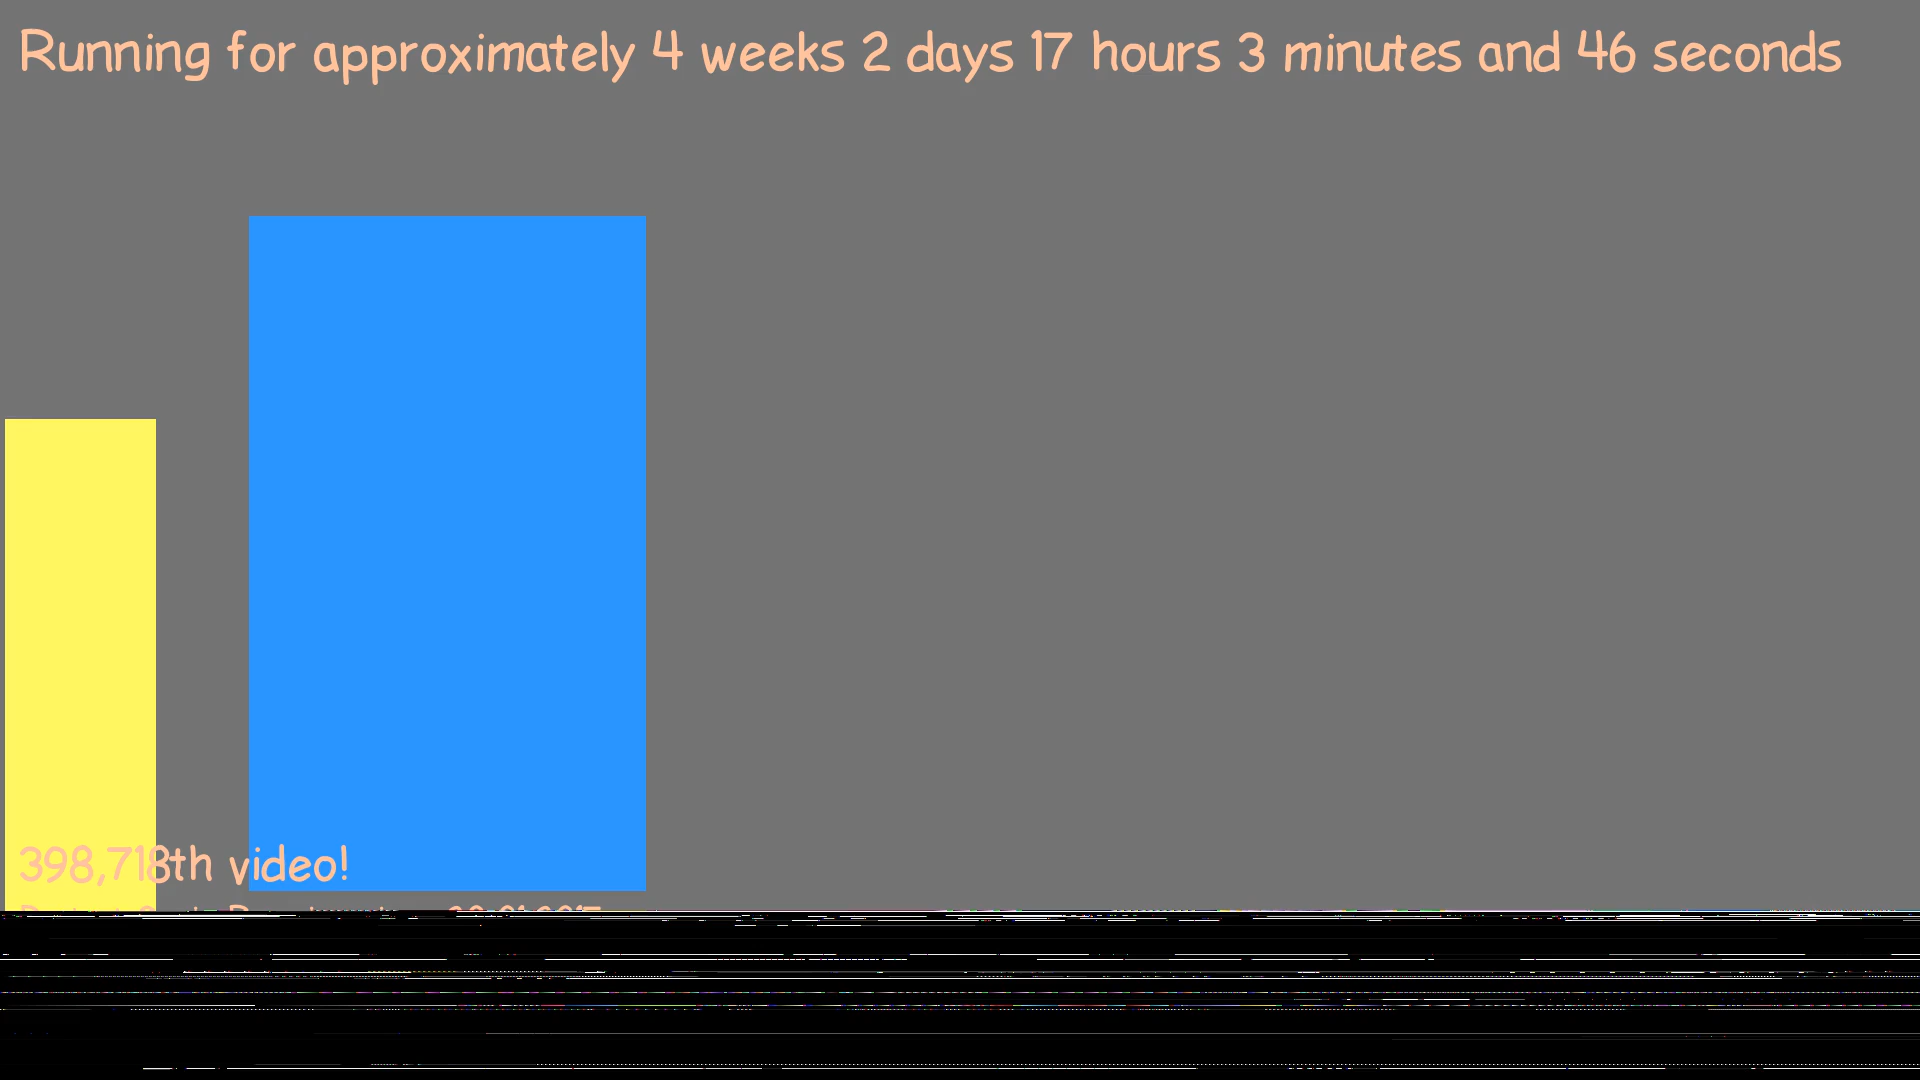 Running for approximately 4 weeks 2 days 17 hours 3 minutes and 46 seconds
398,718th video!